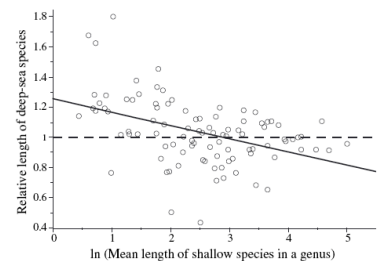 Relative length of deep-sea species
1.8
1.6
1.4
1.2
1
0.8
0.6
0.4
0 1 2 3 4 5
ln (Mean length of shallow species in a genus)